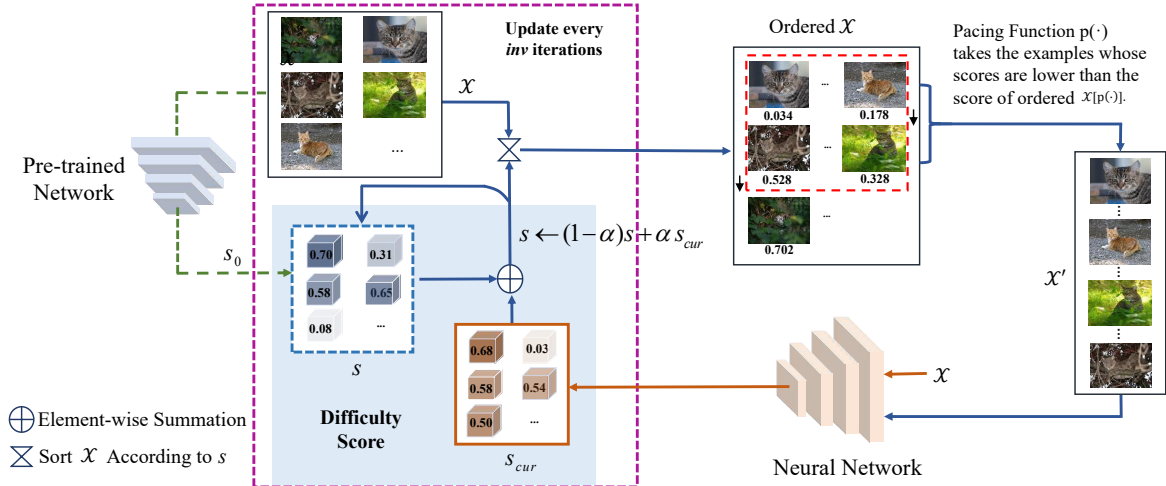 Update every
inv iterations
𝒳
...
𝒳
Pre-trained
Network
s₀
s ← (1−α)s + α s_cur
0.70
0.31
0.58
0.65
0.08
...
s
0.68
0.03
0.58
0.54
0.50
...
s_cur
Difficulty
Score
Element-wise Summation
Sort 𝒳 According to s
Ordered 𝒳
...
0.034
0.178
...
0.528
0.328
...
0.702
Pacing Function p(·)
takes the examples whose
scores are lower than the
score of ordered 𝒳[p(·)].
𝒳′
𝒳
Neural Network